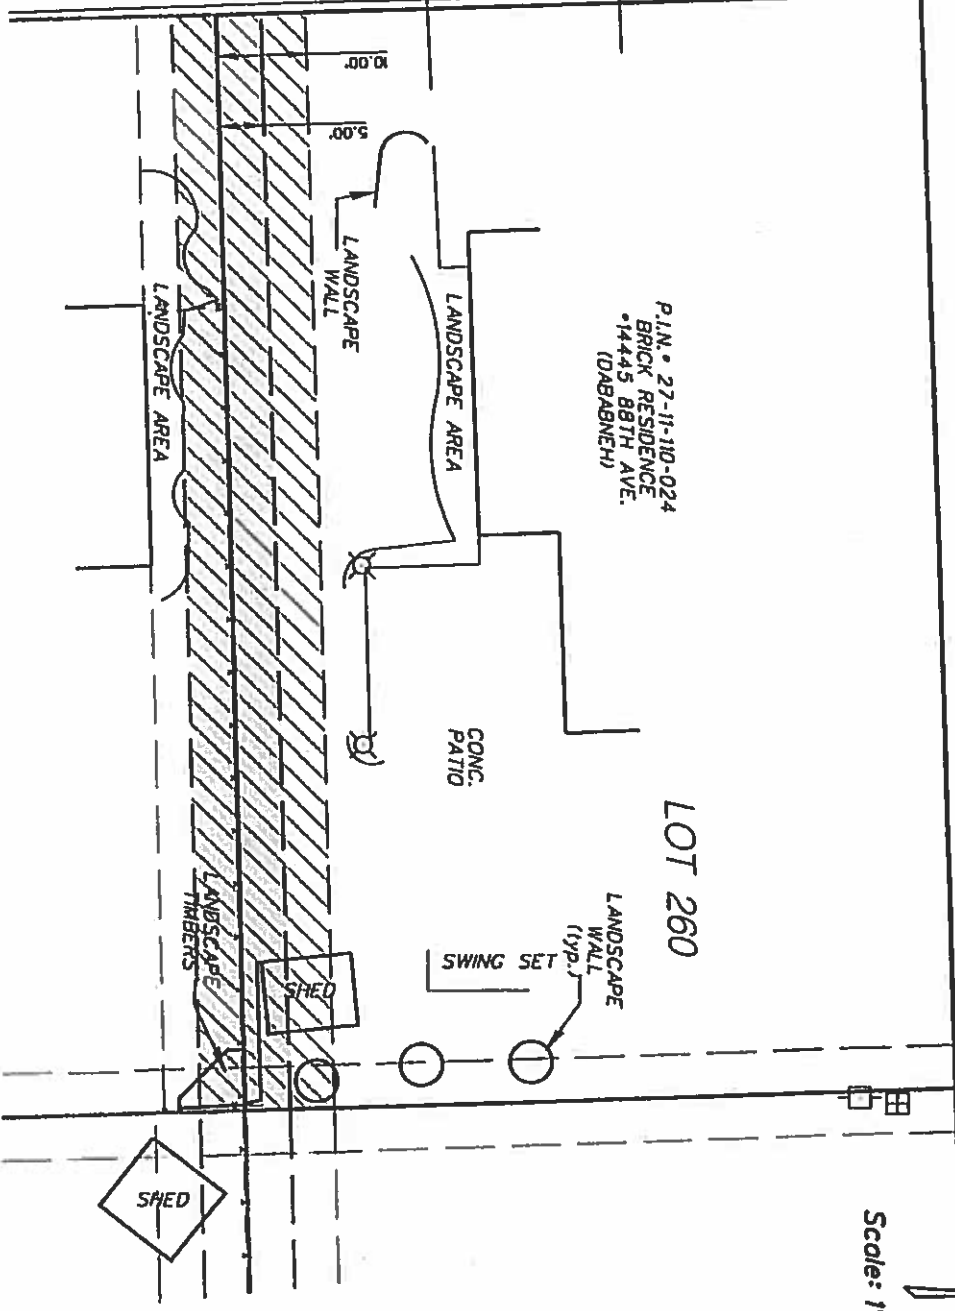 10.00'
5.00'
LANDSCAPE
WALL
LANDSCAPE AREA
LANDSCAPE AREA
P.I.N.• 27-11-110-024
BRICK RESIDENCE
•14445 88TH AVE.
(DABABNEH)
CONC.
PATIO
LOT 260
LANDSCAPE
WALL
(typ.)
SWING SET
SHED
LANDSCAPE
TIMBERS
SHED
Scale: 1"